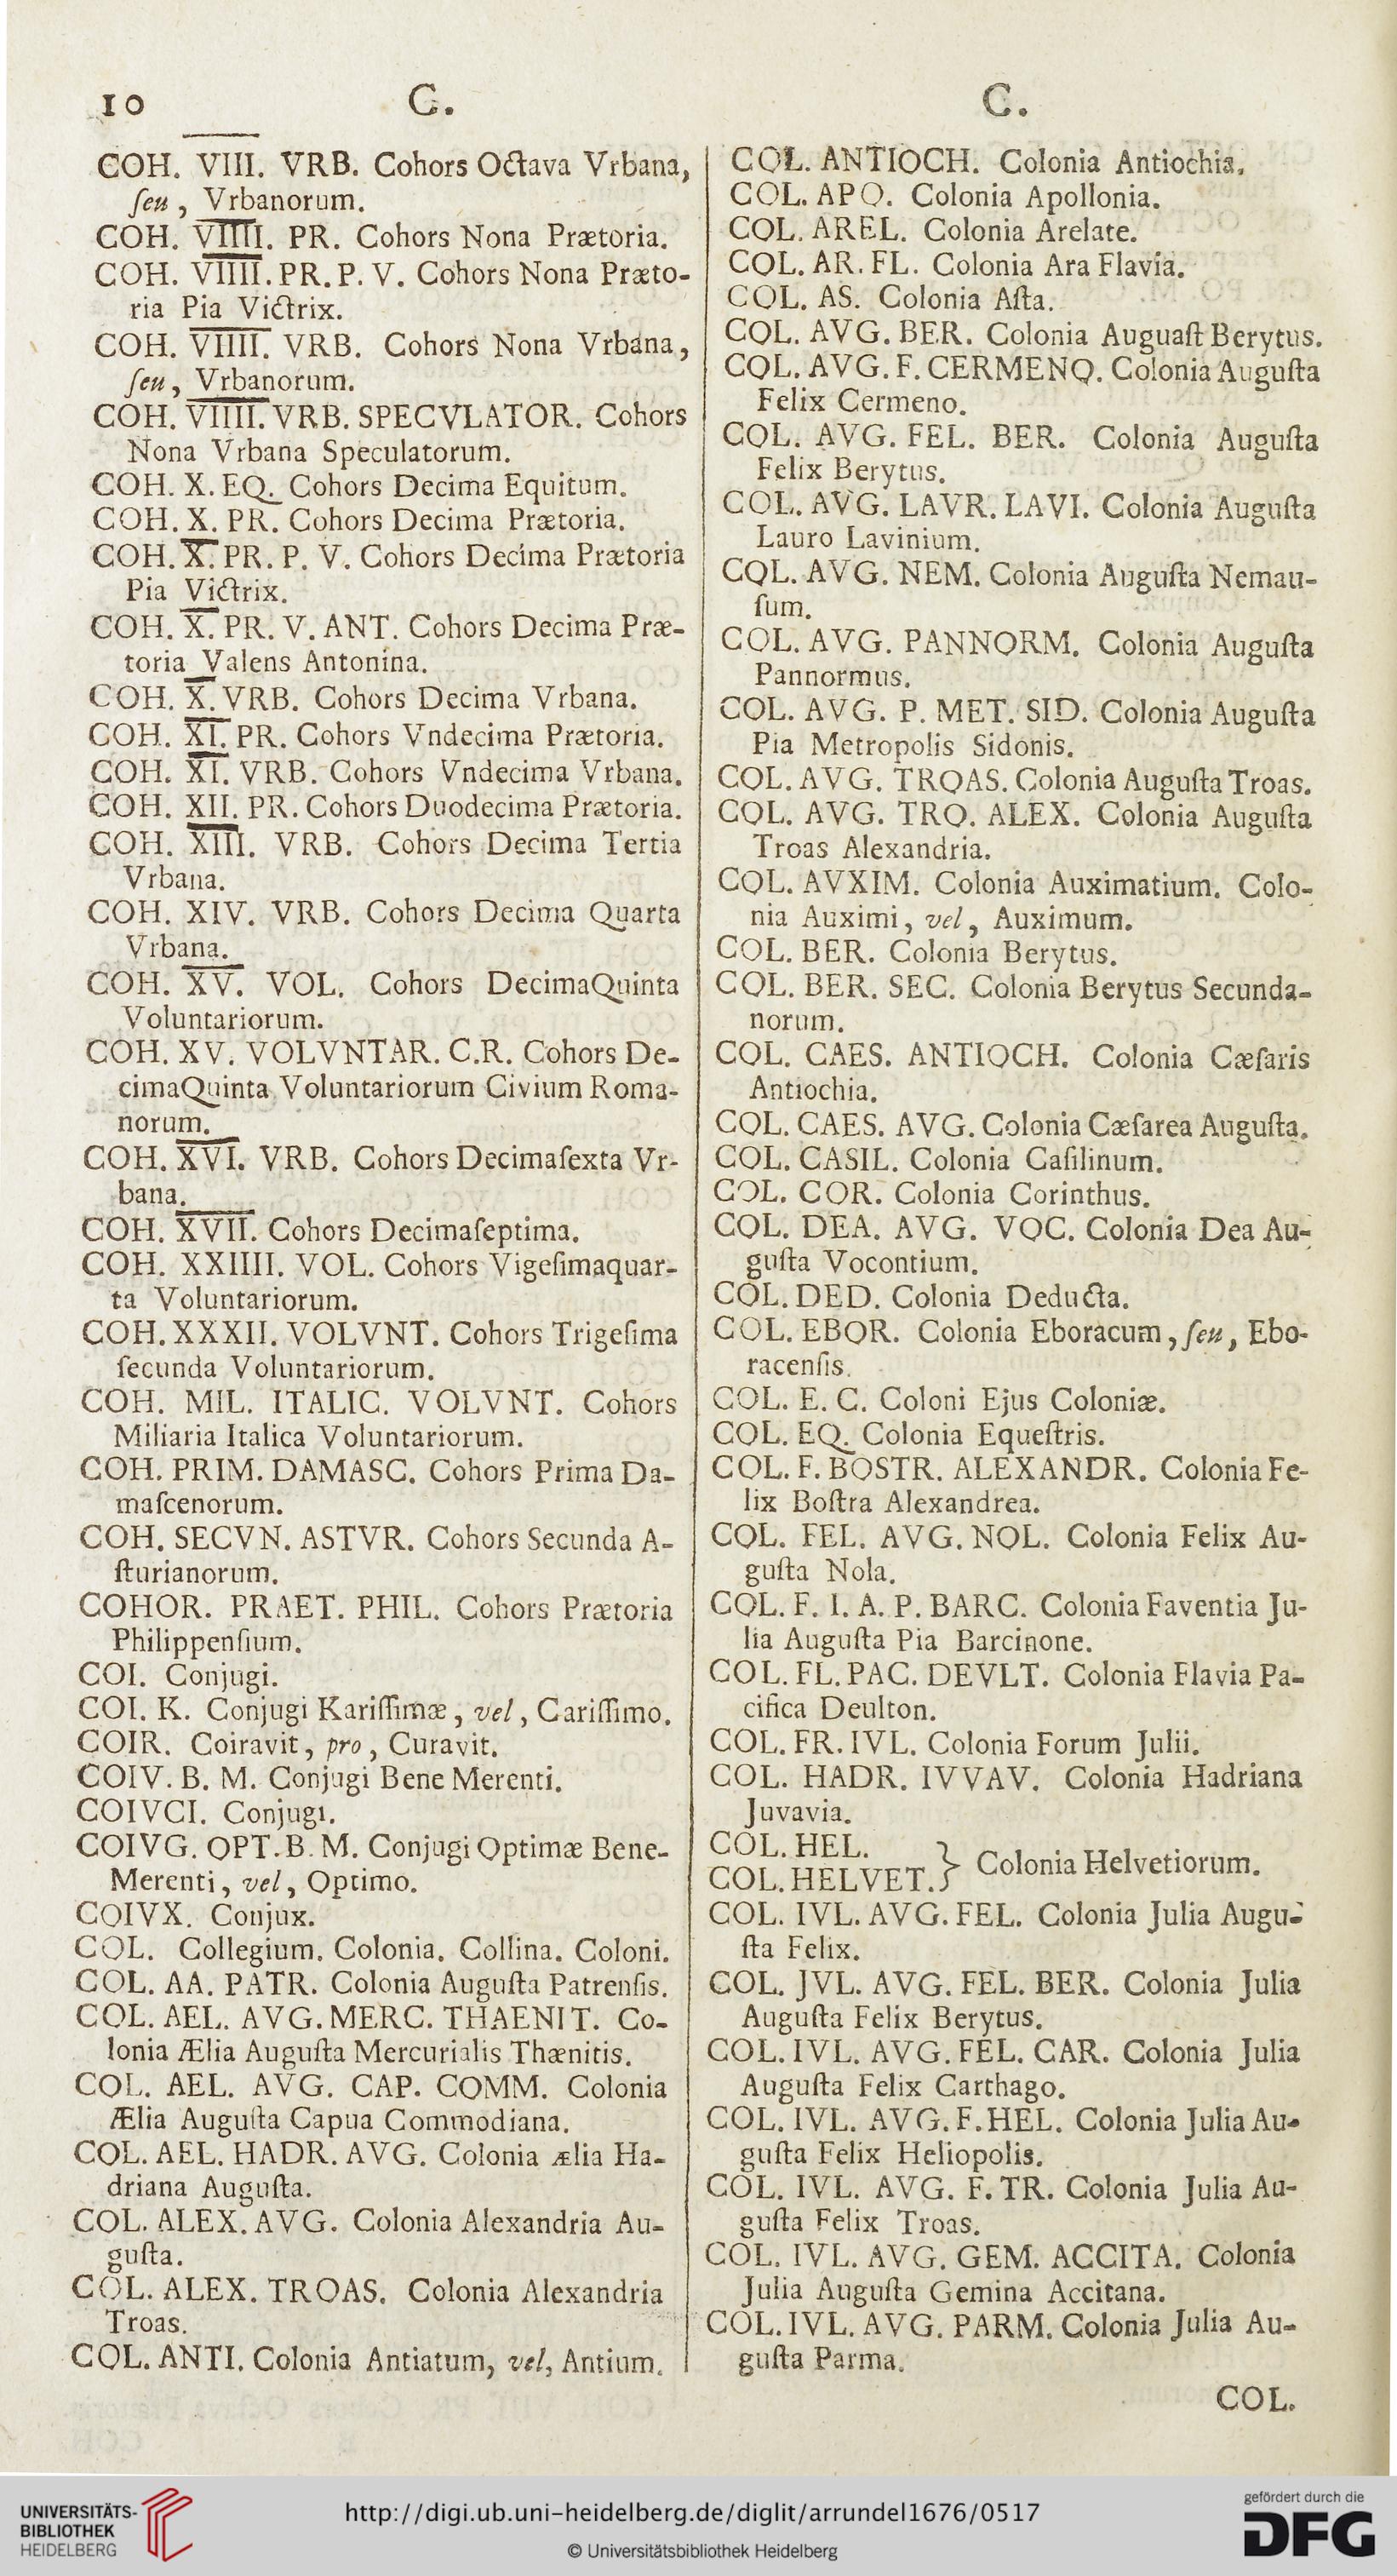 10 C. C.
COH. VIII. VRB. Cohors Octava Vrbana,
ſeu, Vrbanorum.
COH. VIIII. PR. Cohors Nona Prætoria.
COH. VIIII. PR. P. V. Cohors Nona Præto-
ria Pia Victrix.
COH. VIIII. VRB. Cohors Nona Vrbana,
ſeu, Vrbanorum.
COH. VIIII. VRB. SPECVLATOR. Cohors
Nona Vrbana Speculatorum.
COH. X. EQ. Cohors Decima Equitum.
COH. X. PR. Cohors Decima Prætoria.
COH. X. PR. P. V. Cohors Decima Prætoria
Pia Victrix.
COH. X. PR. V. ANT. Cohors Decima Præ-
toria Valens Antonina.
COH. X. VRB. Cohors Decima Vrbana.
COH. XI. PR. Cohors Vndecima Prætoria.
COH. XI. VRB. Cohors Vndecima Vrbana.
COH. XII. PR. Cohors Duodecima Prætoria.
COH. XIII. VRB. Cohors Decima Tertia
Vrbana.
COH. XIV. VRB. Cohors Decima Quarta
Vrbana.
COH. XV. VOL. Cohors DecimaQuinta
Voluntariorum.
COH. XV. VOLVNTAR. C.R. Cohors De-
cimaQuinta Voluntariorum Civium Roma-
norum.
COH. XVI. VRB. Cohors Decimaſexta Vr-
bana.
COH. XVII. Cohors Decimaſeptima.
COH. XXIIII. VOL. Cohors Vigeſimaquar-
ta Voluntariorum.
COH. XXXII. VOLVNT. Cohors Trigeſima
ſecunda Voluntariorum.
COH. MIL. ITALIC. VOLVNT. Cohors
Miliaria Italica Voluntariorum.
COH. PRIM. DAMASC. Cohors Prima Da-
maſcenorum.
COH. SECVN. ASTVR. Cohors Secunda A-
ſturianorum.
COHOR. PRAET. PHIL. Cohors Prætoria
Philippenſium.
COI. Conjugi.
COI. K. Conjugi Kariſſimæ, vel, Cariſſimo.
COIR. Coiravit, pro, Curavit.
COIV. B. M. Conjugi Bene Merenti.
COIVCI. Conjugi.
COIVG. OPT. B. M. Conjugi Optimæ Bene-
Merenti, vel, Optimo.
COIVX. Conjux.
COL. Collegium. Colonia. Collina. Coloni.
COL. AA. PATR. Colonia Auguſta Patrenſis.
COL. AEL. AVG. MERC. THAENIT. Co-
lonia Ælia Auguſta Mercurialis Thænitis.
COL. AEL. AVG. CAP. COMM. Colonia
Ælia Auguſta Capua Commodiana.
COL. AEL. HADR. AVG. Colonia ælia Ha-
driana Auguſta.
COL. ALEX. AVG. Colonia Alexandria Au-
guſta.
COL. ALEX. TROAS. Colonia Alexandria
Troas.
COL. ANTI. Colonia Antiatum, vel, Antium.
COL. ANTIOCH. Colonia Antiochia.
COL. APO. Colonia Apollonia.
COL. AREL. Colonia Arelate.
COL. AR. FL. Colonia Ara Flavia.
COL. AS. Colonia Aſta.
COL. AVG. BER. Colonia Auguaſt Berytus.
COL. AVG. F. CERMENO. Colonia Auguſta
Felix Cermeno.
COL. AVG. FEL. BER. Colonia Auguſta
Felix Berytus.
COL. AVG. LAVR. LAVI. Colonia Auguſta
Lauro Lavinium.
COL. AVG. NEM. Colonia Auguſta Nemau-
ſum.
COL. AVG. PANNORM. Colonia Auguſta
Pannormus.
COL. AVG. P. MET. SID. Colonia Auguſta
Pia Metropolis Sidonis.
COL. AVG. TROAS. Colonia Auguſta Troas.
COL. AVG. TRO. ALEX. Colonia Auguſta
Troas Alexandria.
COL. AVXIM. Colonia Auximatium. Colo-
nia Auximi, vel, Auximum.
COL. BER. Colonia Berytus.
COL. BER. SEC. Colonia Berytus Secunda-
norum.
COL. CAES. ANTIOCH. Colonia Cæſaris
Antiochia.
COL. CAES. AVG. Colonia Cæſarea Auguſta.
COL. CASIL. Colonia Caſilinum.
COL. COR. Colonia Corinthus.
COL. DEA. AVG. VOC. Colonia Dea Au-
guſta Vocontium.
COL. DED. Colonia Deducta.
COL. EBOR. Colonia Eboracum, ſeu, Ebo-
racenſis.
COL. E. C. Coloni Ejus Coloniæ.
COL. EQ. Colonia Equeſtris.
COL. F. BOSTR. ALEXANDR. Colonia Fe-
lix Boſtra Alexandrea.
COL. FEL. AVG. NOL. Colonia Felix Au-
guſta Nola.
COL. F. I. A. P. BARC. Colonia Faventia Ju-
lia Auguſta Pia Barcinone.
COL. FL. PAC. DEVLT. Colonia Flavia Pa-
cifica Deulton.
COL. FR. IVL. Colonia Forum Julii.
COL. HADR. IVVAV. Colonia Hadriana
Juvavia.
COL. HEL.
COL. HELVET. } Colonia Helvetiorum.
COL. IVL. AVG. FEL. Colonia Julia Augu-
ſta Felix.
COL. JVL. AVG. FEL. BER. Colonia Julia
Auguſta Felix Berytus.
COL. IVL. AVG. FEL. CAR. Colonia Julia
Auguſta Felix Carthago.
COL. IVL. AVG. F. HEL. Colonia Julia Au-
guſta Felix Heliopolis.
COL. IVL. AVG. F. TR. Colonia Julia Au-
guſta Felix Troas.
COL. IVL. AVG. GEM. ACCITA. Colonia
Julia Auguſta Gemina Accitana.
COL. IVL. AVG. PARM. Colonia Julia Au-
guſta Parma.
COL.
UNIVERSITÄTS-
BIBLIOTHEK
HEIDELBERG
http://digi.ub.uni-heidelberg.de/diglit/arrundel1676/0517
© Universitätsbibliothek Heidelberg
gefördert durch die
DFG